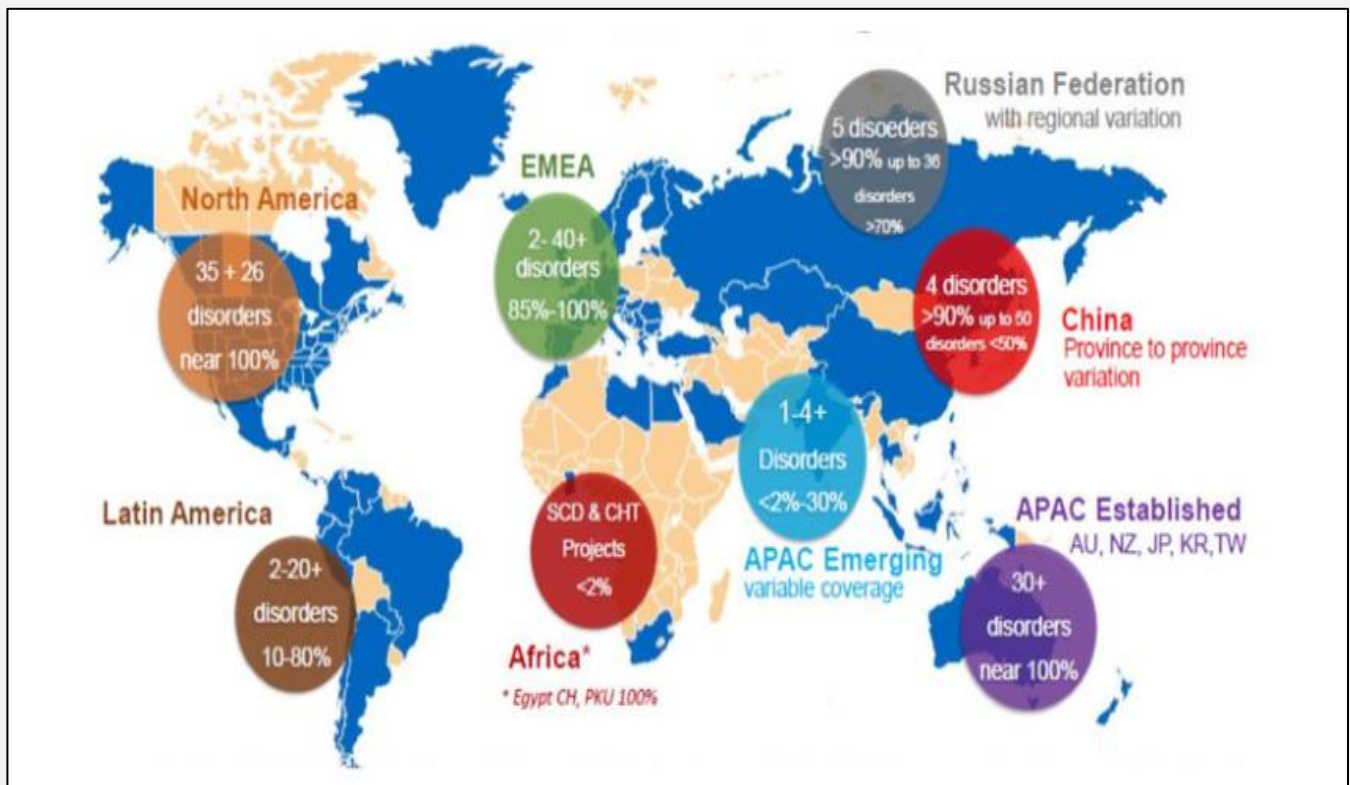 Russian Federation
with regional variation
5 disoeders
>90% up to 36
disorders
>70%
EMEA
2- 40+
disorders
85%-100%
North America
35 + 26
disorders
near 100%
4 disorders
>90% up to 50
disorders <50%
China
Province to province
variation
1-4+
Disorders
<2%-30%
APAC Emerging
variable coverage
Latin America
2-20+
disorders
10-80%
SCD & CHT
Projects
<2%
Africa*
* Egypt CH, PKU 100%
APAC Established
AU, NZ, JP, KR,TW
30+
disorders
near 100%